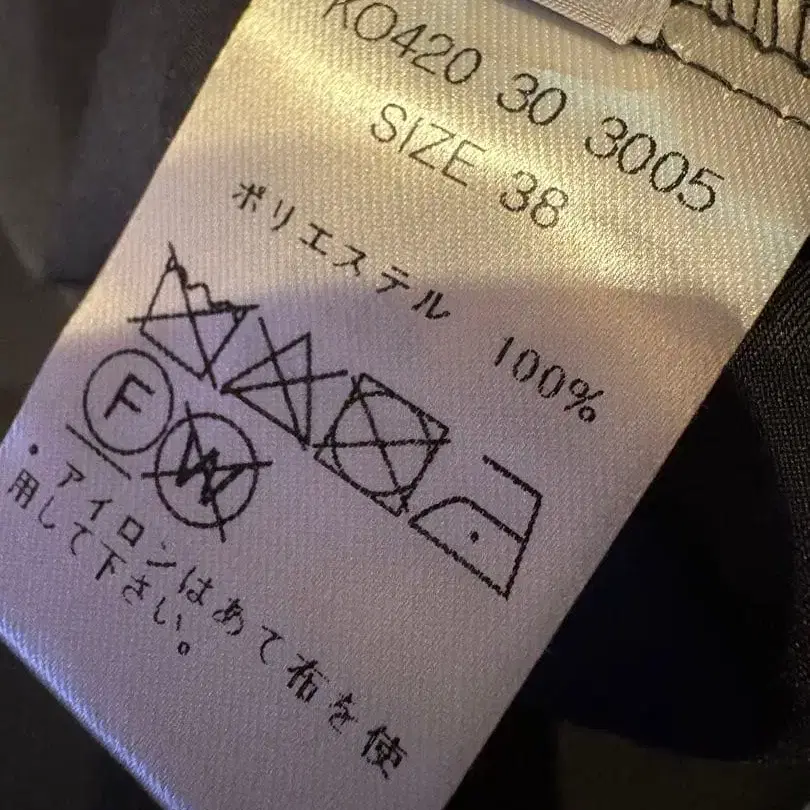 KO420 30 3005
SIZE 38
ポリエステル 100%
F W
・アイロンはあて布を使
用して下さい。